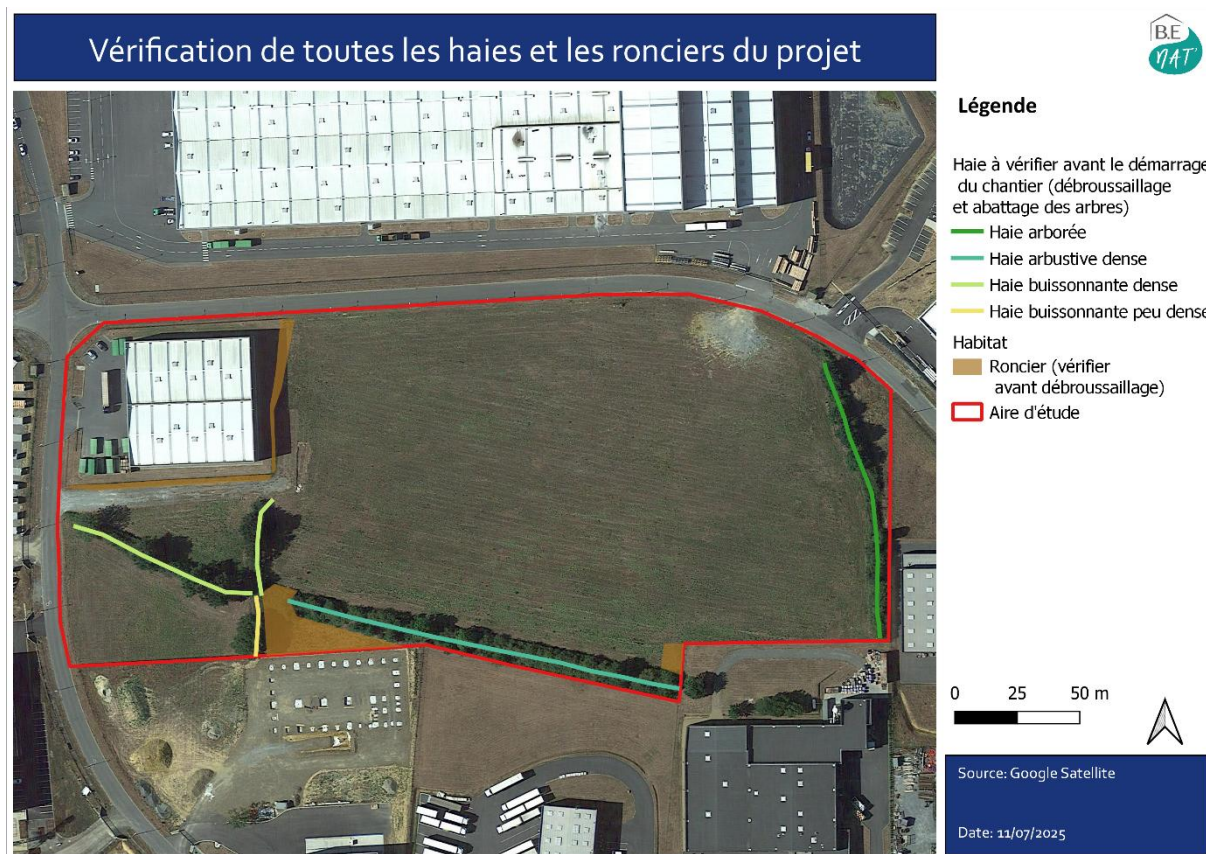 Vérification de toutes les haies et les ronciers du projet
B.E
NAT'
Légende
Haie à vérifier avant le démarrage
du chantier (débroussaillage
et abattage des arbres)
Haie arborée
Haie arbustive dense
Haie buissonnante dense
Haie buissonnante peu dense
Habitat
Roncier (vérifier
avant débroussaillage)
Aire d'étude
0 25 50 m
Source: Google Satellite
Date: 11/07/2025